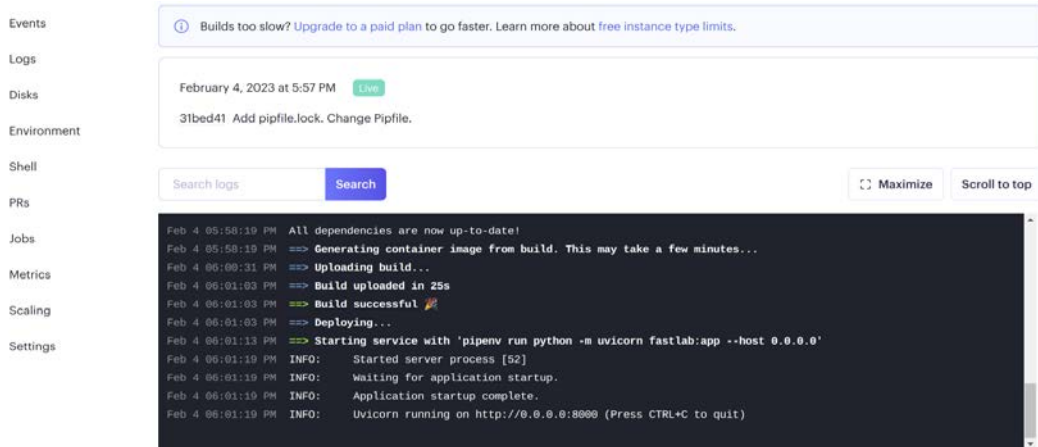 Events
Logs
Disks
Environment
Shell
PRs
Jobs
Metrics
Scaling
Settings
Builds too slow? Upgrade to a paid plan to go faster. Learn more about free instance type limits.
February 4, 2023 at 5:57 PM Live
31bed41 Add pipfile.lock. Change Pipfile.
Search logs Search Maximize Scroll to top
Feb 4 05:58:19 PM All dependencies are now up-to-date!
Feb 4 05:58:19 PM ==> Generating container image from build. This may take a few minutes...
Feb 4 06:00:31 PM ==> Uploading build...
Feb 4 06:01:03 PM ==> Build uploaded in 25s
Feb 4 06:01:03 PM ==> Build successful 🎉
Feb 4 06:01:03 PM ==> Deploying...
Feb 4 06:01:13 PM ==> Starting service with 'pipenv run python -m uvicorn fastlab:app --host 0.0.0.0'
Feb 4 06:01:19 PM INFO: Started server process [52]
Feb 4 06:01:19 PM INFO: Waiting for application startup.
Feb 4 06:01:19 PM INFO: Application startup complete.
Feb 4 06:01:19 PM INFO: Uvicorn running on http://0.0.0.0:8000 (Press CTRL+C to quit)